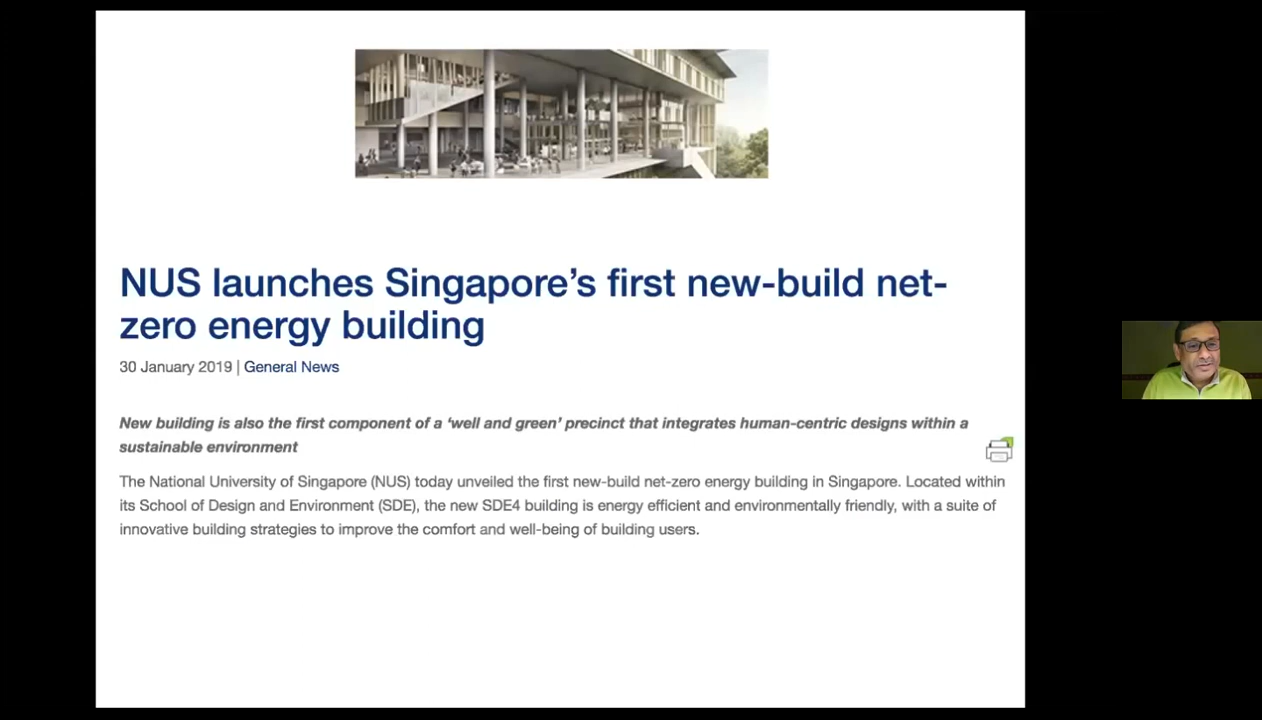 NUS launches Singapore’s first new-build net-
zero energy building
30 January 2019 | General News
New building is also the first component of a ‘well and green’ precinct that integrates human-centric designs within a
sustainable environment
The National University of Singapore (NUS) today unveiled the first new-build net-zero energy building in Singapore. Located within
its School of Design and Environment (SDE), the new SDE4 building is energy efficient and environmentally friendly, with a suite of
innovative building strategies to improve the comfort and well-being of building users.